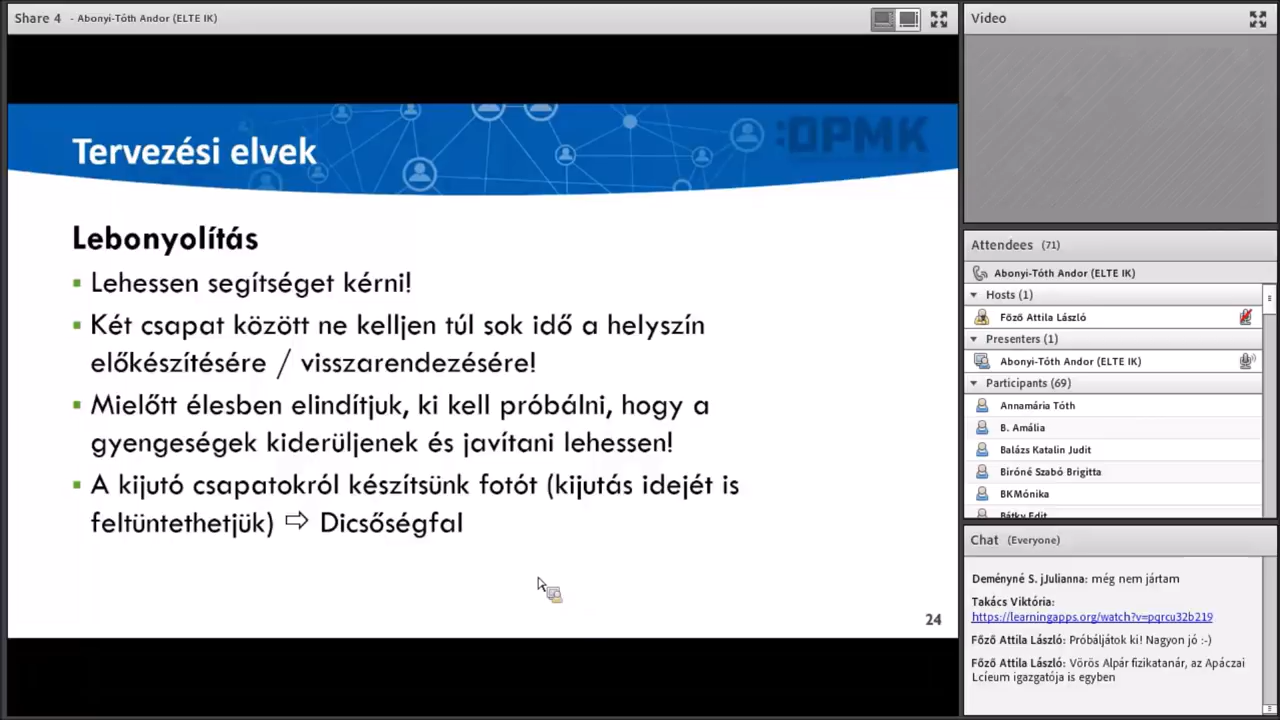 Share 4 - Abonyi-Tóth Andor (ELTE IK)
:OPMK
Tervezési elvek
Lebonyolítás
Lehessen segítséget kérni!
Két csapat között ne kelljen túl sok idő a helyszín
előkészítésére / visszarendezésére!
Mielőtt élesben elindítjuk, ki kell próbálni, hogy a
gyengeségek kiderüljenek és javítani lehessen!
A kijutó csapatokról készítsünk fotót (kijutás idejét is
feltüntethetjük) ⇨ Dicsőségfal
24
Video
Attendees (71)
Abonyi-Tóth Andor (ELTE IK)
Hosts (1)
Főző Attila László
Presenters (1)
Abonyi-Tóth Andor (ELTE IK)
Participants (69)
Annamária Tóth
B. Amália
Balázs Katalin Judit
Bíróné Szabó Brigitta
BKMónika
Bátky Edit
Chat (Everyone)
Deményné S. jJulianna: még nem jártam
Takács Viktória:
https://learningapps.org/watch?v=pqrcu32b219
Főző Attila László: Próbáljátok ki! Nagyon jó :-)
Főző Attila László: Vörös Alpár fizikatanár, az Apáczai
Lcíeum igazgatója is egyben